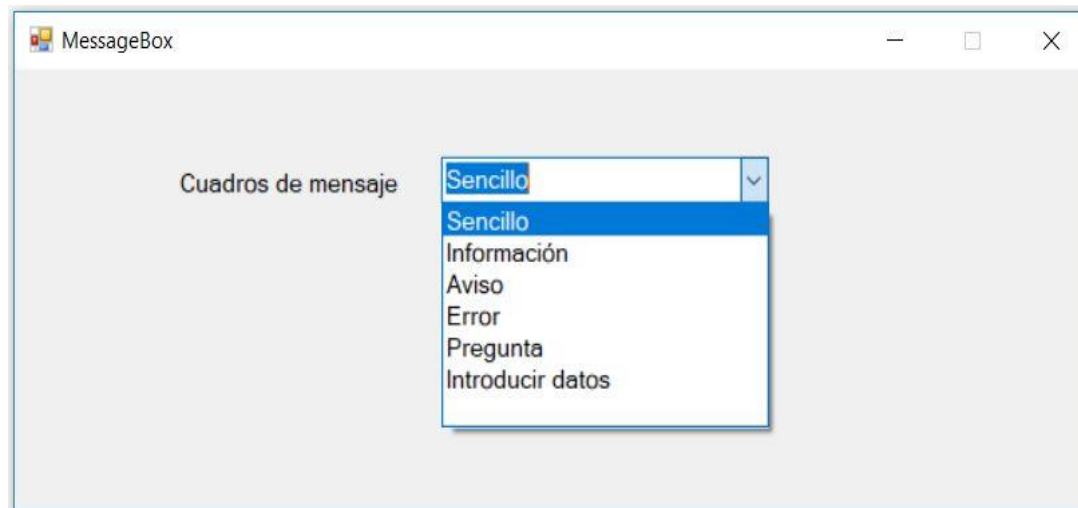 MessageBox
Cuadros de mensaje Sencillo
Sencillo
Información
Aviso
Error
Pregunta
Introducir datos